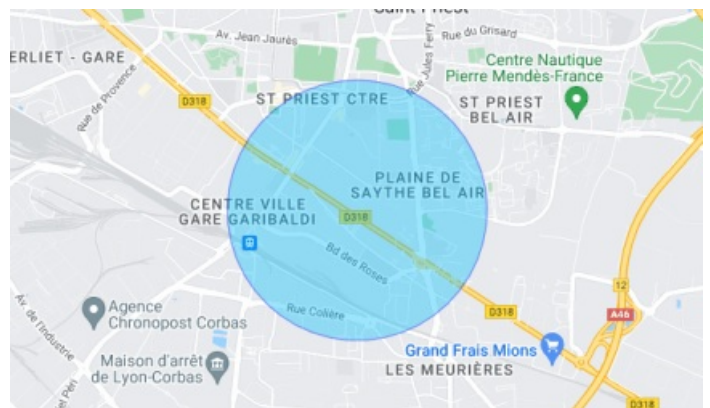 Saint-Priest
Av. Jean Jaurès
Rue du Grisard
ERLIET - GARE
Centre Nautique
Pierre Mendès-France
Rue de Provence
D318
ST PRIEST CTRE
Rue Jules Ferry
ST PRIEST
BEL AIR
PLAINE DE
SAYTHE BEL AIR
CENTRE VILLE
GARE GARIBALDI
D318
Bd des Roses
12
Agence
Chronopost Corbas
Rue Colière
D318
A46
Av. de l'Industrie
Maison d'arrêt
de Lyon-Corbas
Grand Frais Mions
LES MEURIÈRES
el Péri
D318